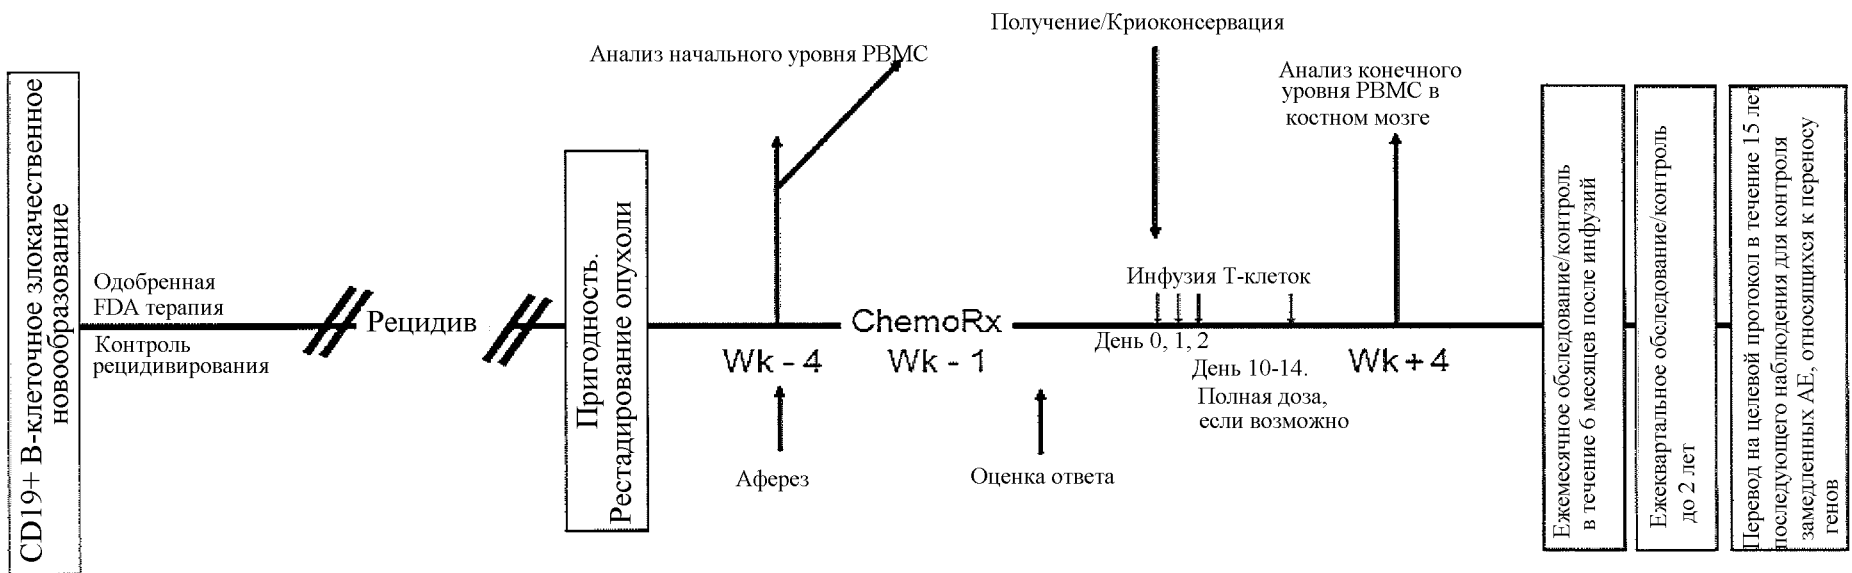 CD19+ В-клеточное злокачественное
новообразование
Одобренная
FDA терапия
Контроль
рецидивирования
Рецидив
Пригодность.
Рестадирование опухоли
Анализ начального уровня PBMC
Wk - 4
Аферез
ChemoRx
Wk - 1
Оценка ответа
Получение/Криоконсервация
Инфузия Т-клеток
День 0, 1, 2
День 10-14.
Полная доза,
если возможно
Анализ конечного
уровня PBMC в
костном мозге
Wk + 4
Ежемесячное обследование/контроль
в течение 6 месяцев после инфузий
Ежеквартальное обследование/контроль
до 2 лет
Перевод на целевой протокол в течение 15 лет
последующего наблюдения для контроля
замедленных АЕ, относящихся к переносу
генов